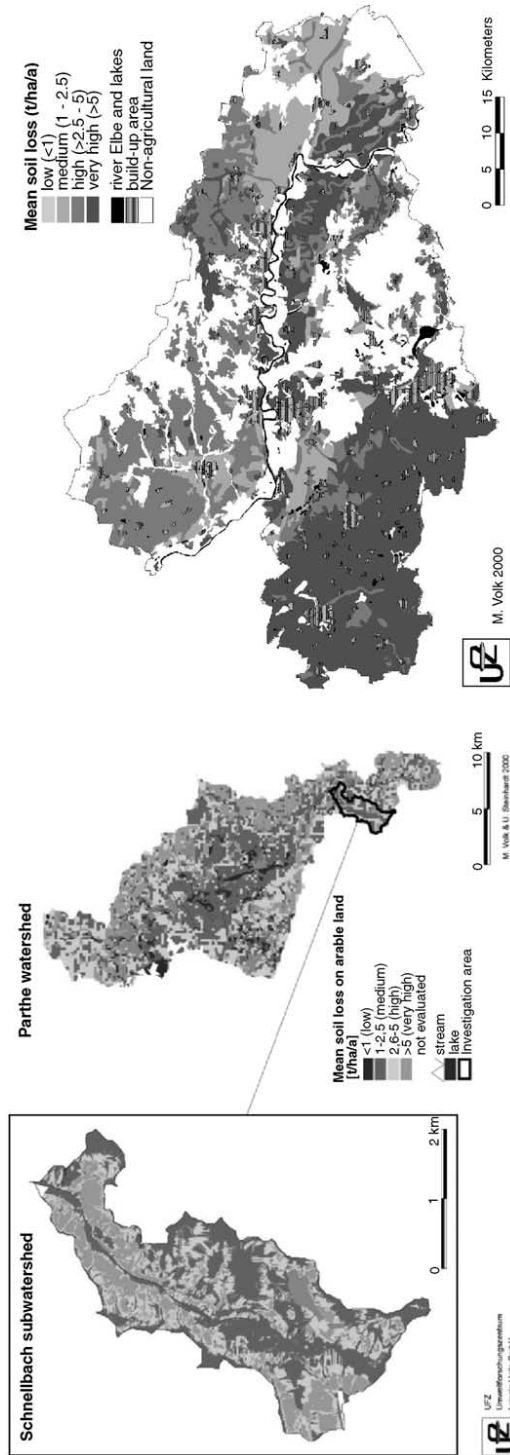 Schnellbach subwatershed
0 1 2 km
UFZ
UFZ
Umweltforschungszentrum
Parthe watershed
Mean soil loss on arable land
[t/ha/a]
<1 (low)
1-2,5 (medium)
2,6-5 (high)
>5 (very high)
not evaluated
stream
lake
Investigation area
0 5 10 km
M. Volk & U. Steinhardt 2000
Mean soil loss (t/ha/a)
low (<1)
medium (1 - 2.5)
high (>2.5 - 5)
very high (>5)
river Elbe and lakes
build-up area
Non-agricultural land
0 5 10 15 Kilometers
UFZ
M. Volk 2000